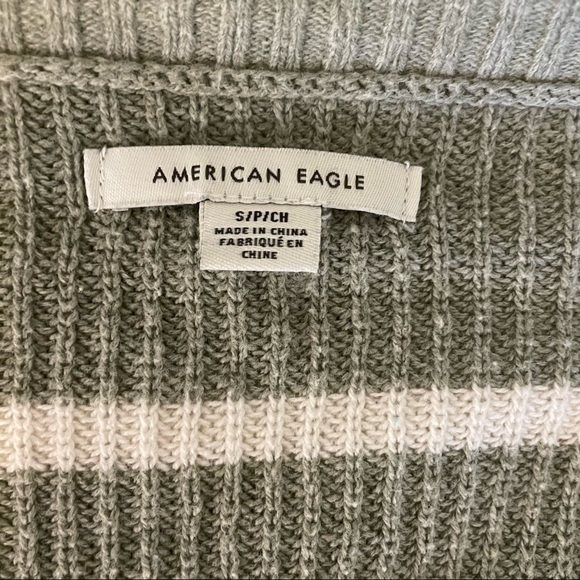 AMERICAN EAGLE
S/P/CH
MADE IN CHINA
FABRIQUÉ EN
CHINE